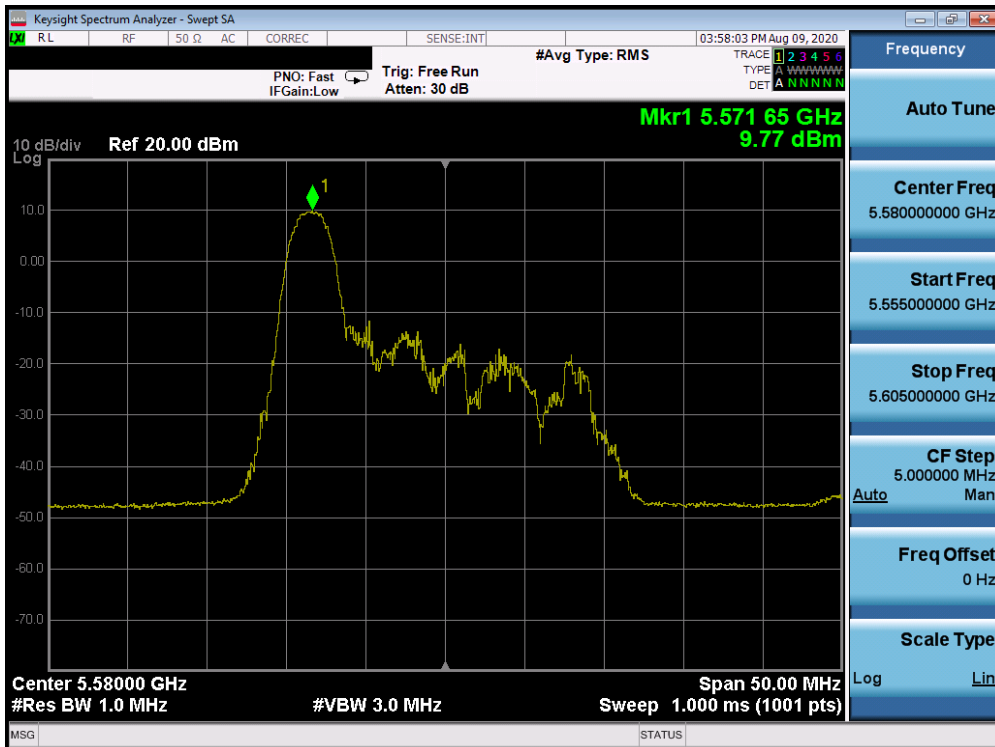 Keysight Spectrum Analyzer - Swept SA
LXI RL RF 50 Ω AC CORREC SENSE:INT 03:58:03 PM Aug 09, 2020
#Avg Type: RMS TRACE 1 2 3 4 5 6
PNO: Fast Trig: Free Run TYPE A WWWWW
IFGain:Low Atten: 30 dB DET A N N N N N
Mkr1 5.571 65 GHz
9.77 dBm
10 dB/div Ref 20.00 dBm
Log
1
10.0
0.00
-10.0
-20.0
-30.0
-40.0
-50.0
-60.0
-70.0
Center 5.58000 GHz Span 50.00 MHz
#Res BW 1.0 MHz #VBW 3.0 MHz Sweep 1.000 ms (1001 pts)
MSG STATUS
Frequency
Auto Tune
Center Freq
5.580000000 GHz
Start Freq
5.555000000 GHz
Stop Freq
5.605000000 GHz
CF Step
5.000000 MHz
Auto Man
Freq Offset
0 Hz
Scale Type
Log Lin